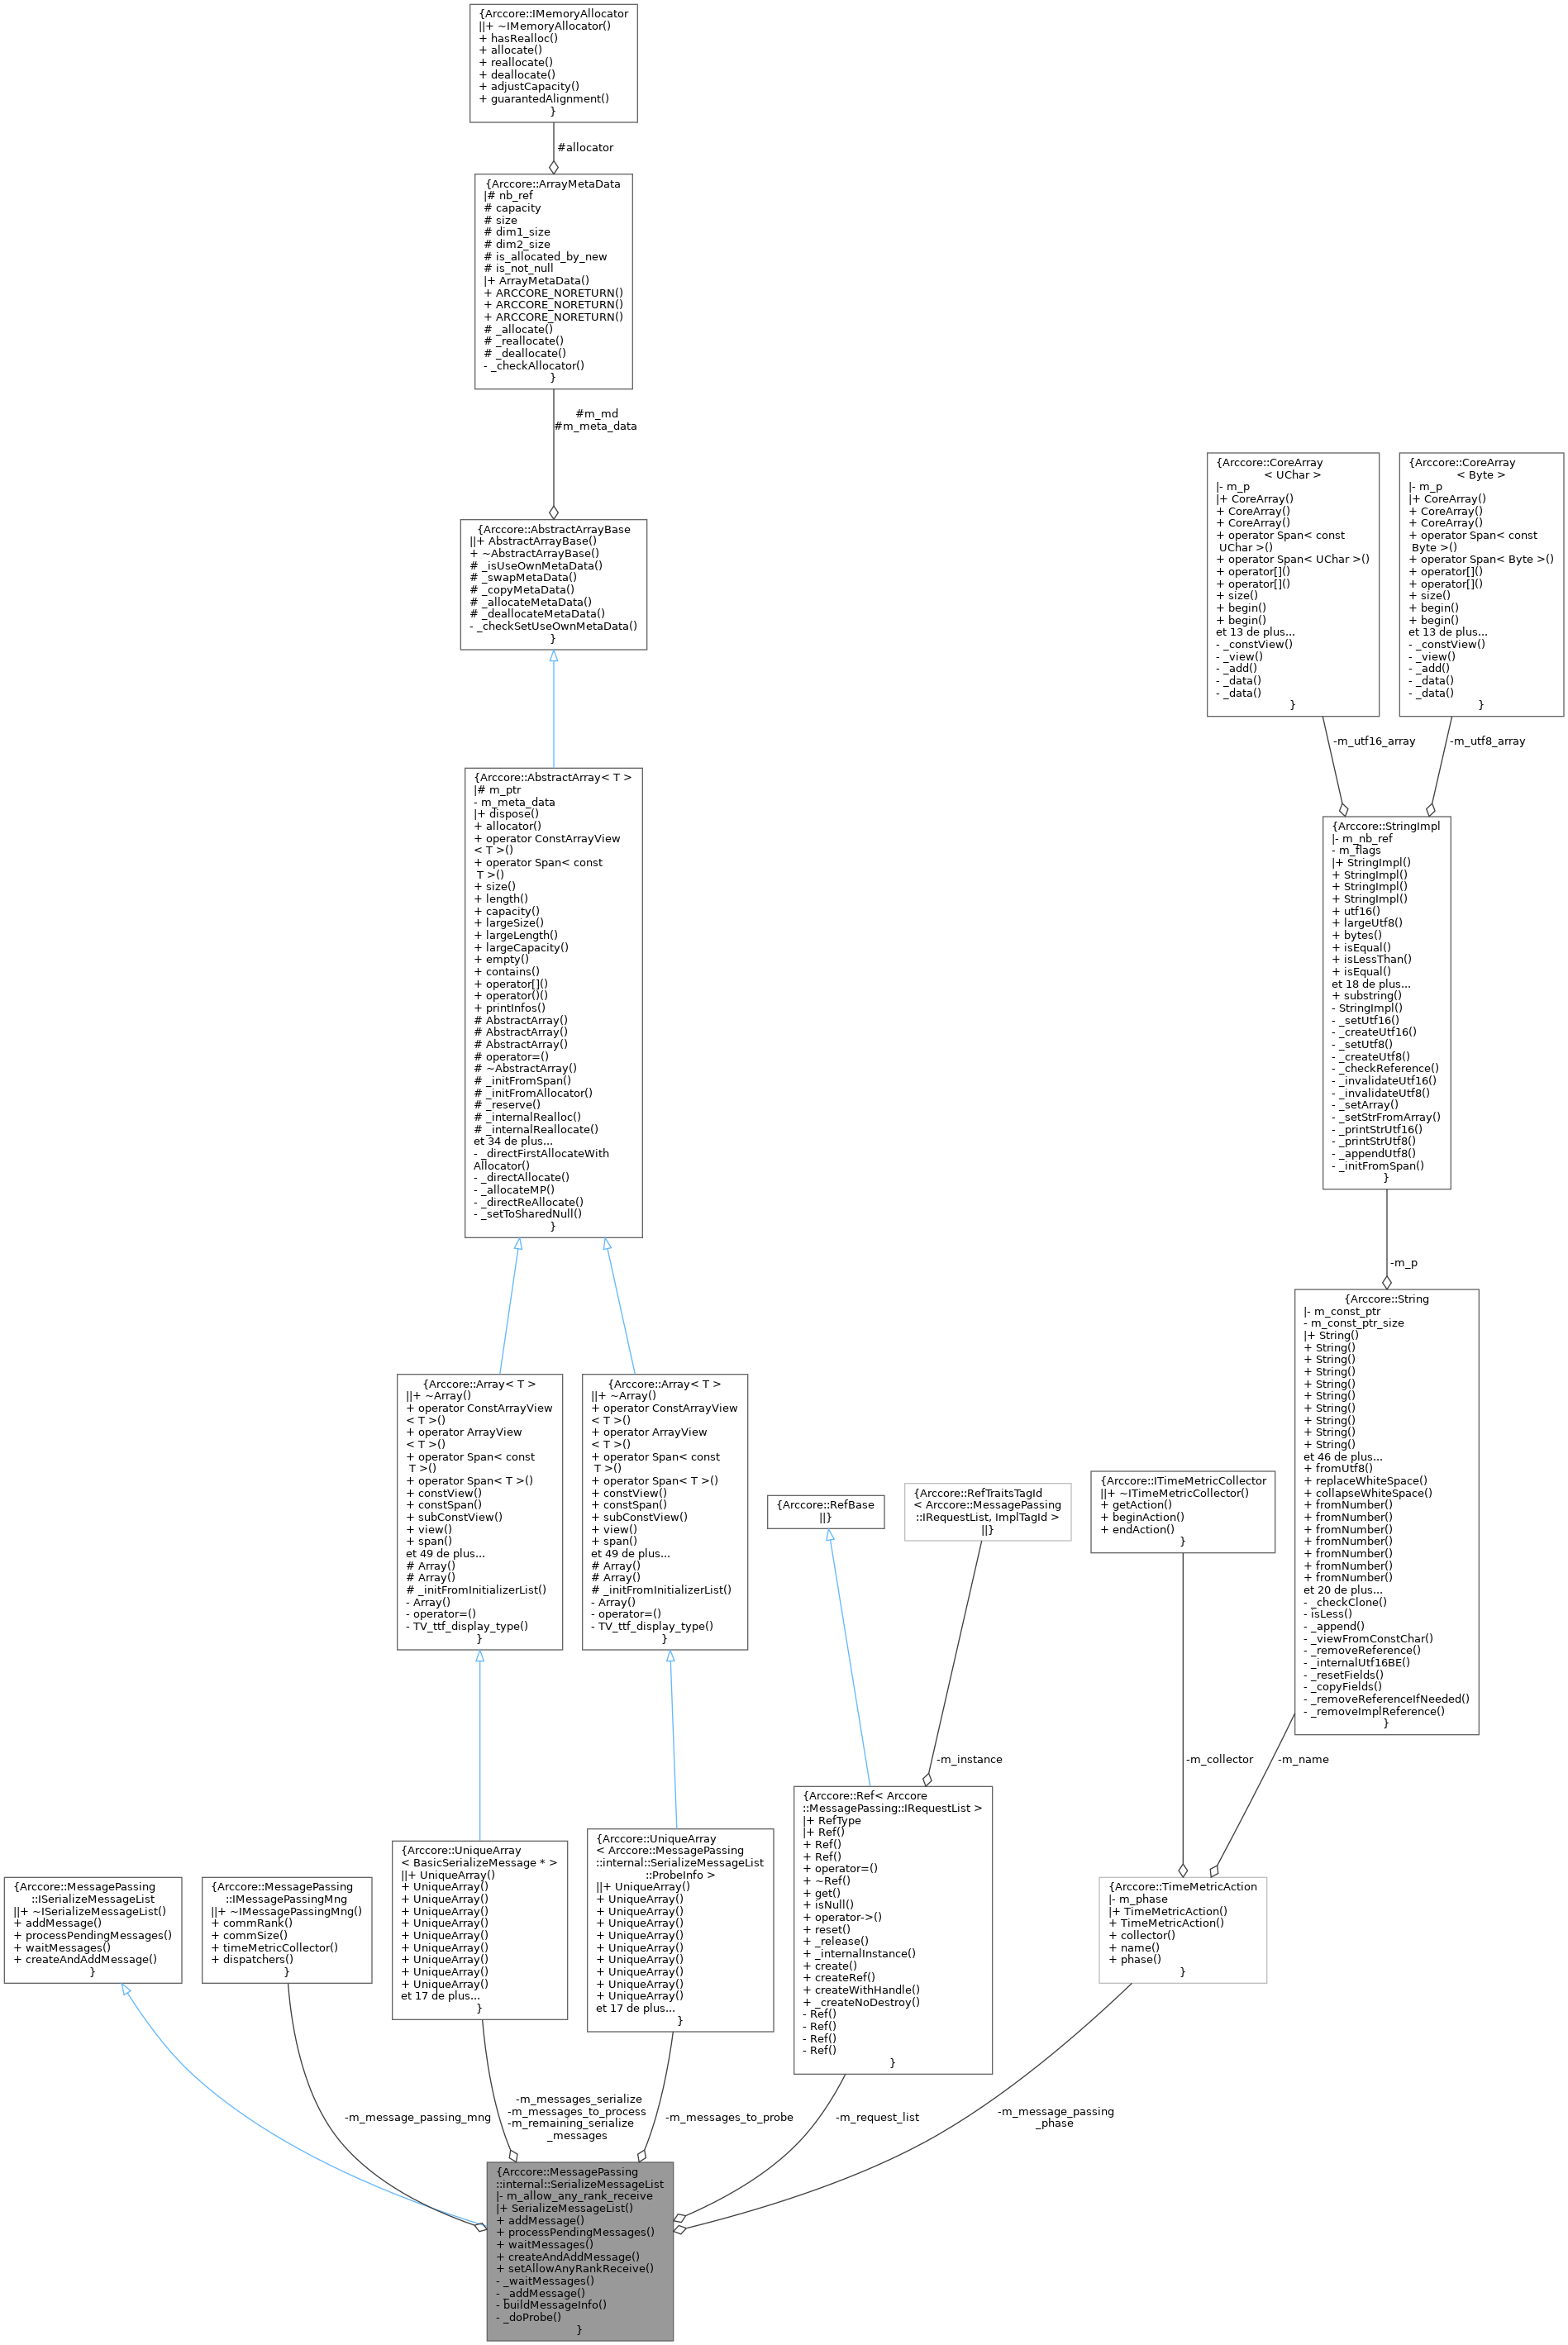 {Arccore::IMemoryAllocator
||+ ~IMemoryAllocator()
+ hasRealloc()
+ allocate()
+ reallocate()
+ deallocate()
+ adjustCapacity()
+ guarantedAlignment()
}
#allocator
{Arccore::ArrayMetaData
|# nb_ref
# capacity
# size
# dim1_size
# dim2_size
# is_allocated_by_new
# is_not_null
|+ ArrayMetaData()
+ ARCCORE_NORETURN()
+ ARCCORE_NORETURN()
+ ARCCORE_NORETURN()
# _allocate()
# _reallocate()
# _deallocate()
- _checkAllocator()
}
#m_md
#m_meta_data
{Arccore::AbstractArrayBase
||+ AbstractArrayBase()
+ ~AbstractArrayBase()
# _isUseOwnMetaData()
# _swapMetaData()
# _copyMetaData()
# _allocateMetaData()
# _deallocateMetaData()
- _checkSetUseOwnMetaData()
}
{Arccore::CoreArray
< UChar >
|- m_p
|+ CoreArray()
+ CoreArray()
+ CoreArray()
+ operator Span< const
UChar >()
+ operator Span< UChar >()
+ operator[]()
+ operator[]()
+ size()
+ begin()
+ begin()
et 13 de plus...
- _constView()
- _view()
- _add()
- _data()
- _data()
}
{Arccore::CoreArray
< Byte >
|- m_p
|+ CoreArray()
+ CoreArray()
+ CoreArray()
+ operator Span< const
Byte >()
+ operator Span< Byte >()
+ operator[]()
+ operator[]()
+ size()
+ begin()
+ begin()
et 13 de plus...
- _constView()
- _view()
- _add()
- _data()
- _data()
}
-m_utf16_array
-m_utf8_array
{Arccore::AbstractArray< T >
|# m_ptr
- m_meta_data
|+ dispose()
+ allocator()
+ operator ConstArrayView
< T >()
+ operator Span< const
T >()
+ size()
+ length()
+ capacity()
+ largeSize()
+ largeLength()
+ largeCapacity()
+ empty()
+ contains()
+ operator[]()
+ operator()()
+ printInfos()
# AbstractArray()
# AbstractArray()
# AbstractArray()
# operator=()
# ~AbstractArray()
# _initFromSpan()
# _initFromAllocator()
# _reserve()
# _internalRealloc()
# _internalReallocate()
et 34 de plus...
- _directFirstAllocateWith
Allocator()
- _directAllocate()
- _allocateMP()
- _directReAllocate()
- _setToSharedNull()
}
{Arccore::StringImpl
|- m_nb_ref
- m_flags
|+ StringImpl()
+ StringImpl()
+ StringImpl()
+ StringImpl()
+ utf16()
+ largeUtf8()
+ bytes()
+ isEqual()
+ isLessThan()
+ isEqual()
et 18 de plus...
+ substring()
- StringImpl()
- _setUtf16()
- _createUtf16()
- _setUtf8()
- _createUtf8()
- _checkReference()
- _invalidateUtf16()
- _invalidateUtf8()
- _setArray()
- _setStrFromArray()
- _printStrUtf16()
- _printStrUtf8()
- _appendUtf8()
- _initFromSpan()
}
-m_p
{Arccore::Array< T >
||+ ~Array()
+ operator ConstArrayView
< T >()
+ operator ArrayView
< T >()
+ operator Span< const
T >()
+ operator Span< T >()
+ constView()
+ constSpan()
+ subConstView()
+ view()
+ span()
et 49 de plus...
# Array()
# Array()
# _initFromInitializerList()
- Array()
- operator=()
- TV_ttf_display_type()
}
{Arccore::Array< T >
||+ ~Array()
+ operator ConstArrayView
< T >()
+ operator ArrayView
< T >()
+ operator Span< const
T >()
+ operator Span< T >()
+ constView()
+ constSpan()
+ subConstView()
+ view()
+ span()
et 49 de plus...
# Array()
# Array()
# _initFromInitializerList()
- Array()
- operator=()
- TV_ttf_display_type()
}
{Arccore::RefBase
||}
{Arccore::RefTraitsTagId
< Arccore::MessagePassing
::IRequestList, ImplTagId >
||}
{Arccore::ITimeMetricCollector
||+ ~ITimeMetricCollector()
+ getAction()
+ beginAction()
+ endAction()
}
{Arccore::String
|- m_const_ptr
- m_const_ptr_size
|+ String()
+ String()
+ String()
+ String()
+ String()
+ String()
+ String()
+ String()
+ String()
+ String()
et 46 de plus...
+ fromUtf8()
+ replaceWhiteSpace()
+ collapseWhiteSpace()
+ fromNumber()
+ fromNumber()
+ fromNumber()
+ fromNumber()
+ fromNumber()
+ fromNumber()
+ fromNumber()
et 20 de plus...
- _checkClone()
- isLess()
- _append()
- _viewFromConstChar()
- _removeReference()
- _internalUtf16BE()
- _resetFields()
- _copyFields()
- _removeReferenceIfNeeded()
- _removeImplReference()
}
-m_instance
-m_collector
-m_name
{Arccore::MessagePassing
::ISerializeMessageList
||+ ~ISerializeMessageList()
+ addMessage()
+ processPendingMessages()
+ waitMessages()
+ createAndAddMessage()
}
{Arccore::MessagePassing
::IMessagePassingMng
||+ ~IMessagePassingMng()
+ commRank()
+ commSize()
+ timeMetricCollector()
+ dispatchers()
}
{Arccore::UniqueArray
< BasicSerializeMessage * >
||+ UniqueArray()
+ UniqueArray()
+ UniqueArray()
+ UniqueArray()
+ UniqueArray()
+ UniqueArray()
+ UniqueArray()
+ UniqueArray()
+ UniqueArray()
+ UniqueArray()
et 17 de plus...
}
{Arccore::UniqueArray
< Arccore::MessagePassing
::internal::SerializeMessageList
::ProbeInfo >
||+ UniqueArray()
+ UniqueArray()
+ UniqueArray()
+ UniqueArray()
+ UniqueArray()
+ UniqueArray()
+ UniqueArray()
+ UniqueArray()
+ UniqueArray()
+ UniqueArray()
et 17 de plus...
}
{Arccore::Ref< Arccore
::MessagePassing::IRequestList >
|+ RefType
|+ Ref()
+ Ref()
+ Ref()
+ operator=()
+ ~Ref()
+ get()
+ isNull()
+ operator->()
+ reset()
+ _release()
+ _internalInstance()
+ create()
+ createRef()
+ createWithHandle()
+ _createNoDestroy()
- Ref()
- Ref()
- Ref()
- Ref()
}
{Arccore::TimeMetricAction
|- m_phase
|+ TimeMetricAction()
+ TimeMetricAction()
+ collector()
+ name()
+ phase()
}
-m_message_passing_mng
-m_messages_serialize
-m_messages_to_process
-m_remaining_serialize
_messages
-m_messages_to_probe
-m_request_list
-m_message_passing
_phase
{Arccore::MessagePassing
::internal::SerializeMessageList
|- m_allow_any_rank_receive
|+ SerializeMessageList()
+ addMessage()
+ processPendingMessages()
+ waitMessages()
+ createAndAddMessage()
+ setAllowAnyRankReceive()
- _waitMessages()
- _addMessage()
- buildMessageInfo()
- _doProbe()
}